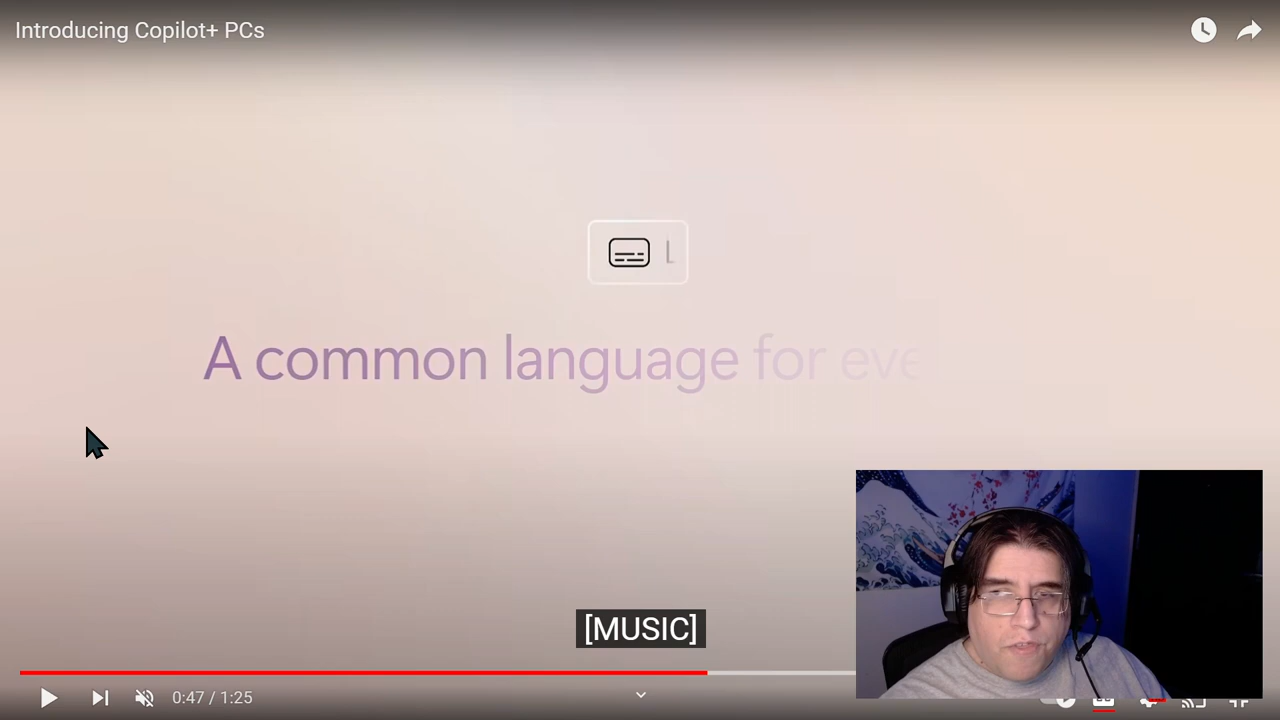 Introducing Copilot+ PCs
L
A common language for eve
[MUSIC]
0:47 / 1:25